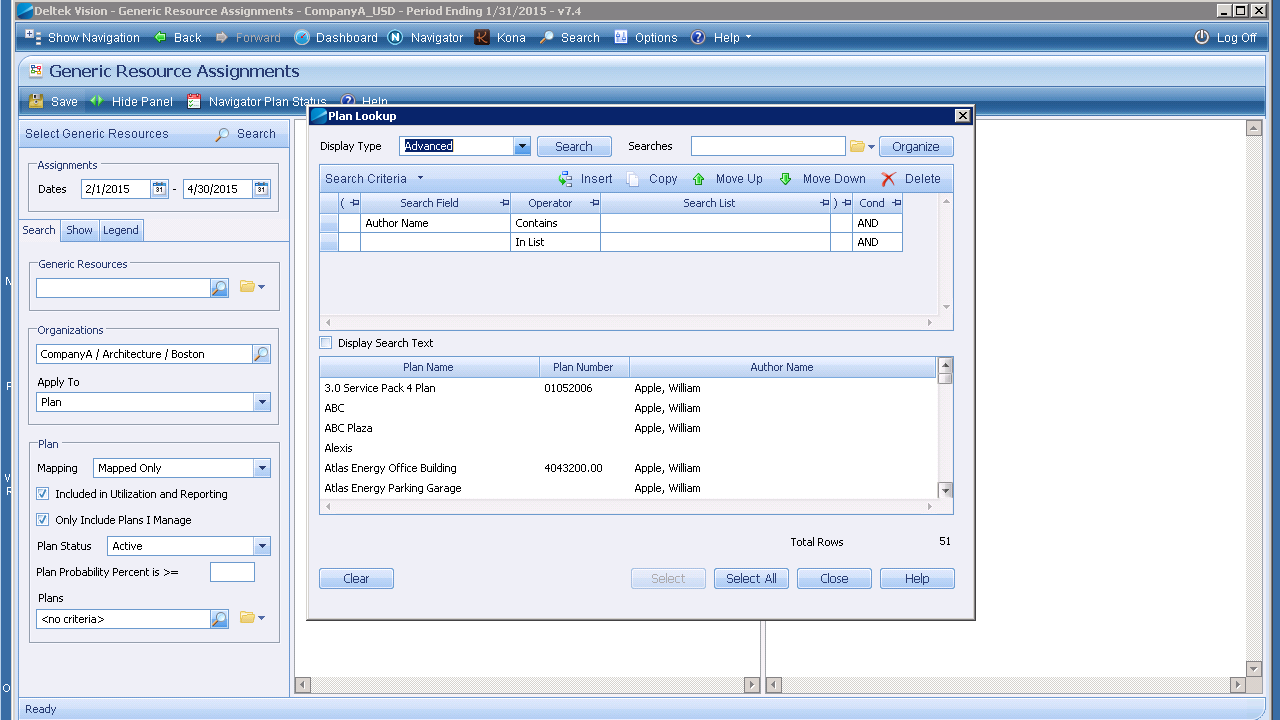 Deltek Vision - Generic Resource Assignments - CompanyA_USD - Period Ending 1/31/2015 - v7.4
Show Navigation Back Forward Dashboard Navigator Kona Search Options Help Log Off
Generic Resource Assignments
Save Hide Panel Navigator Plan Status Help
Select Generic Resources Search
Assignments
Dates 2/1/2015 31 - 4/30/2015 31
Search Show Legend
Generic Resources
Organizations
CompanyA / Architecture / Boston
Apply To
Plan
Plan
Mapping Mapped Only
Included in Utilization and Reporting
Only Include Plans I Manage
Plan Status Active
Plan Probability Percent is >=
Plans
<no criteria>
Plan Lookup
Display Type Advanced Search Searches Organize
Search Criteria Insert Copy Move Up Move Down Delete
( Search Field Operator Search List ) Cond
Author Name Contains AND
In List AND
Display Search Text
Plan Name Plan Number Author Name
3.0 Service Pack 4 Plan 01052006 Apple, William
ABC Apple, William
ABC Plaza Apple, William
Alexis
Atlas Energy Office Building 4043200.00 Apple, William
Atlas Energy Parking Garage Apple, William
Total Rows 51
Clear Select Select All Close Help
Ready